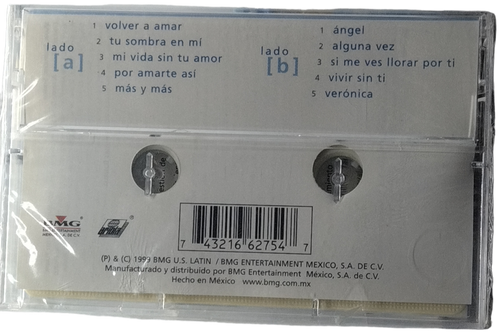 lado
[a]
1 volver a amar
2 tu sombra en mí
3 mi vida sin tu amor
4 por amarte así
5 más y más
lado
[b]
1 ángel
2 alguna vez
3 si me ves llorar por ti
4 vivir sin ti
5 verónica
BMG
7 43216 62754 7
(P) & (C) 1999 BMG U.S. LATIN / BMG ENTERTAINMENT MEXICO, S.A. DE C.V.
Manufacturado y distribuido por BMG Entertainment México, S.A. de C.V.
Hecho en México www.bmg.com.mx